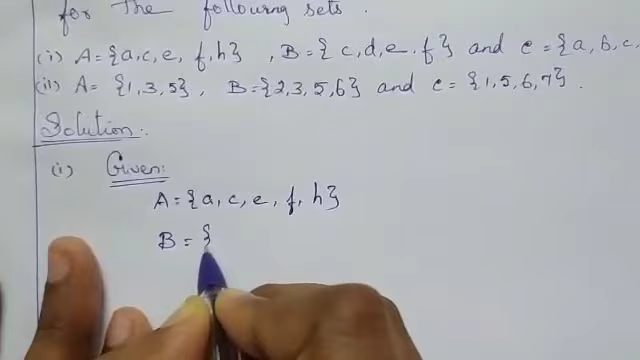 for the following sets.
(i) A = {a, c, e, f, h} , B = { c, d, e, f } and C = {a, b, c,
(ii) A = {1, 3, 5} , B = {2, 3, 5, 6} and C = {1, 5, 6, 7} .
Solution:.
(i) Given:
A = {a, c, e, f, h}
B = {